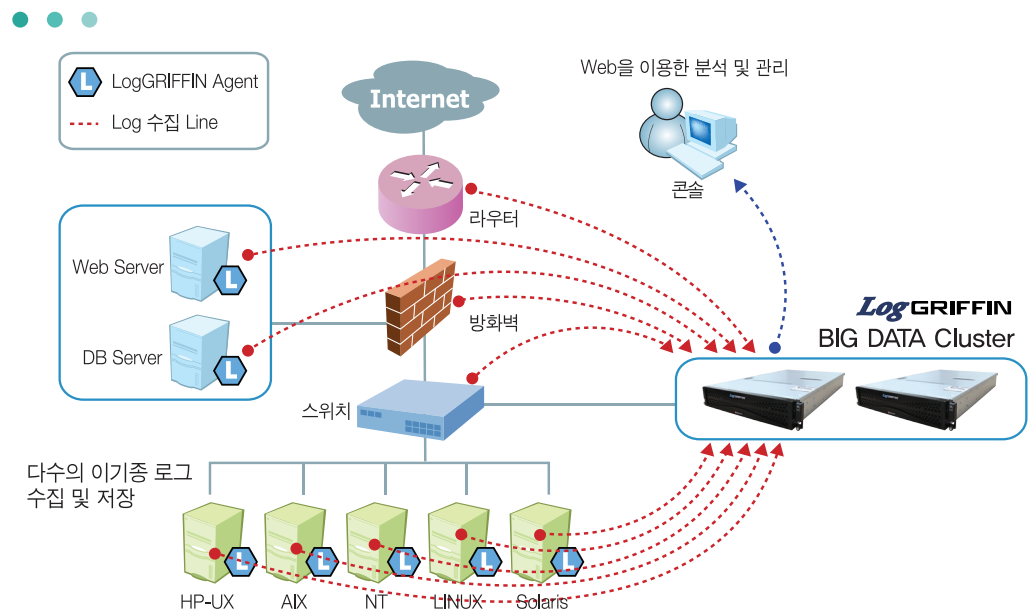 L LogGRIFFIN Agent
Log 수집 Line
Internet
Web을 이용한 분석 및 관리
콘솔
라우터
Web Server
L
방화벽
DB Server
L
LogGRIFFIN
BIG DATA Cluster
스위치
다수의 이기종 로그
수집 및 저장
L
L
L
L
L
HP-UX
AIX
NT
LINUX
Solaris